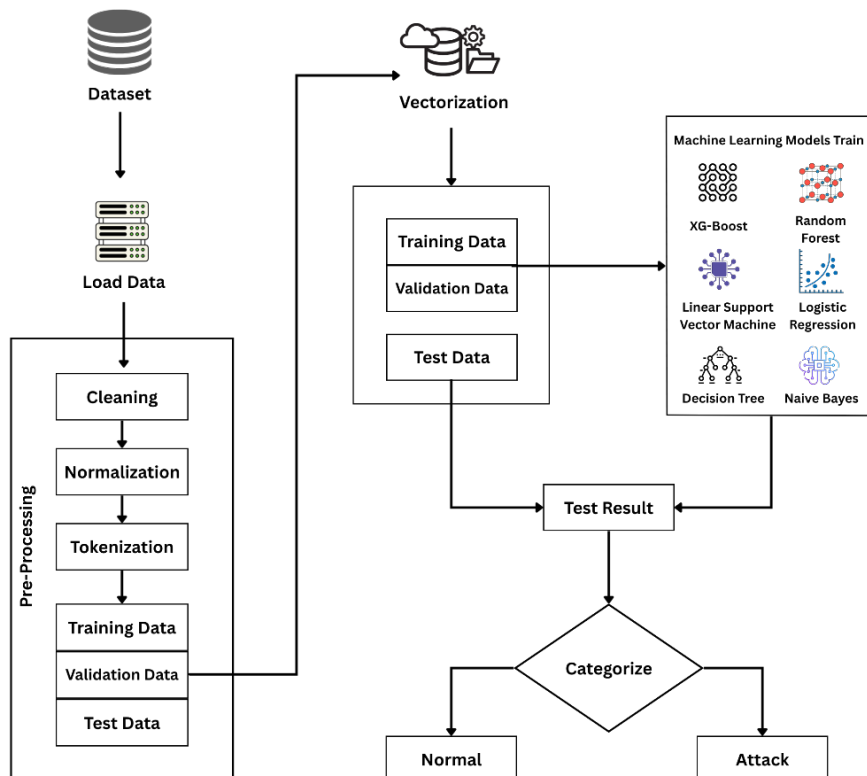 Dataset
Load Data
Pre-Processing
Cleaning
Normalization
Tokenization
Training Data
Validation Data
Test Data
Vectorization
Training Data
Validation Data
Test Data
Machine Learning Models Train
XG-Boost
Random
Forest
Linear Support
Vector Machine
Logistic
Regression
Decision Tree
Naive Bayes
Test Result
Categorize
Normal
Attack